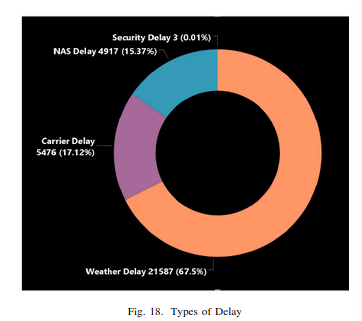 Security Delay 3 (0.01%)
NAS Delay 4917 (15.37%)
Carrier Delay
5476 (17.12%)
Weather Delay 21587 (67.5%)
Fig. 18. Types of Delay